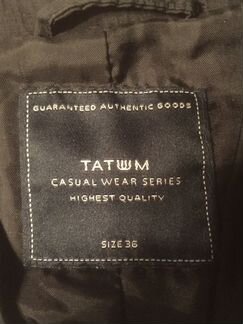 GUARANTEED AUTHENTIC GOODS
TATUUM
CASUAL WEAR SERIES
HIGHEST QUALITY
SIZE 36